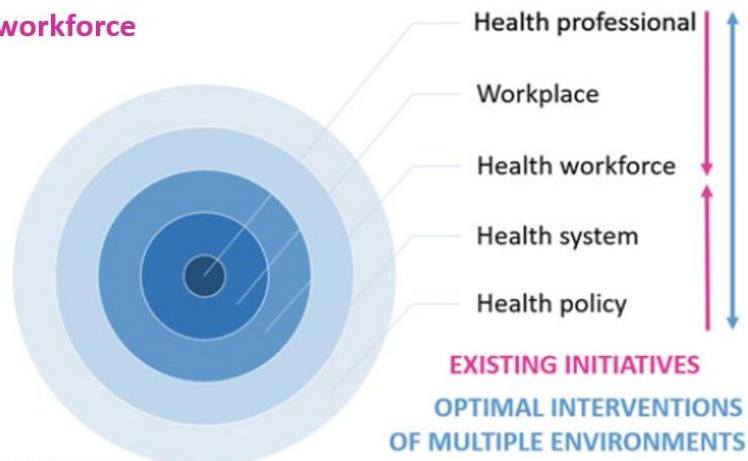 workforce
Health professional
Workplace
Health workforce
Health system
Health policy
EXISTING INITIATIVES
OPTIMAL INTERVENTIONS
OF MULTIPLE ENVIRONMENTS